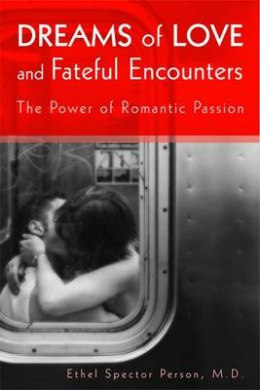 DREAMS of LOVE
and Fateful Encounters
The Power of Romantic Passion
Ethel Spector Person, M.D.